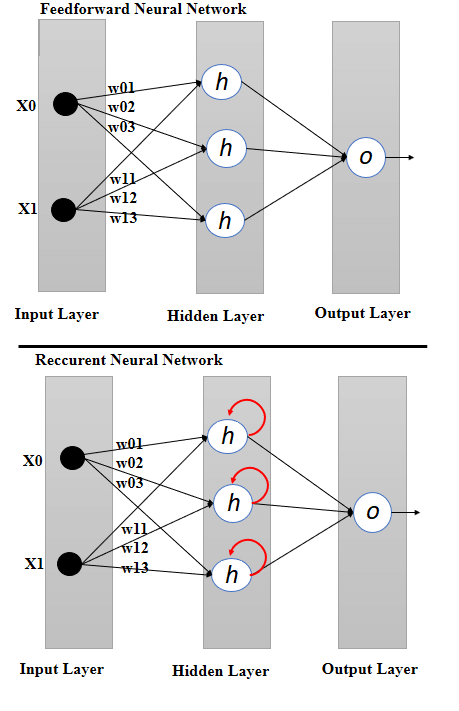 Feedforward Neural Network
X0
w01
w02
w03
h
h
h
o
X1
w11
w12
w13
Input Layer
Hidden Layer
Output Layer
Reccurent Neural Network
X0
w01
w02
w03
h
h
h
o
X1
w11
w12
w13
Input Layer
Hidden Layer
Output Layer